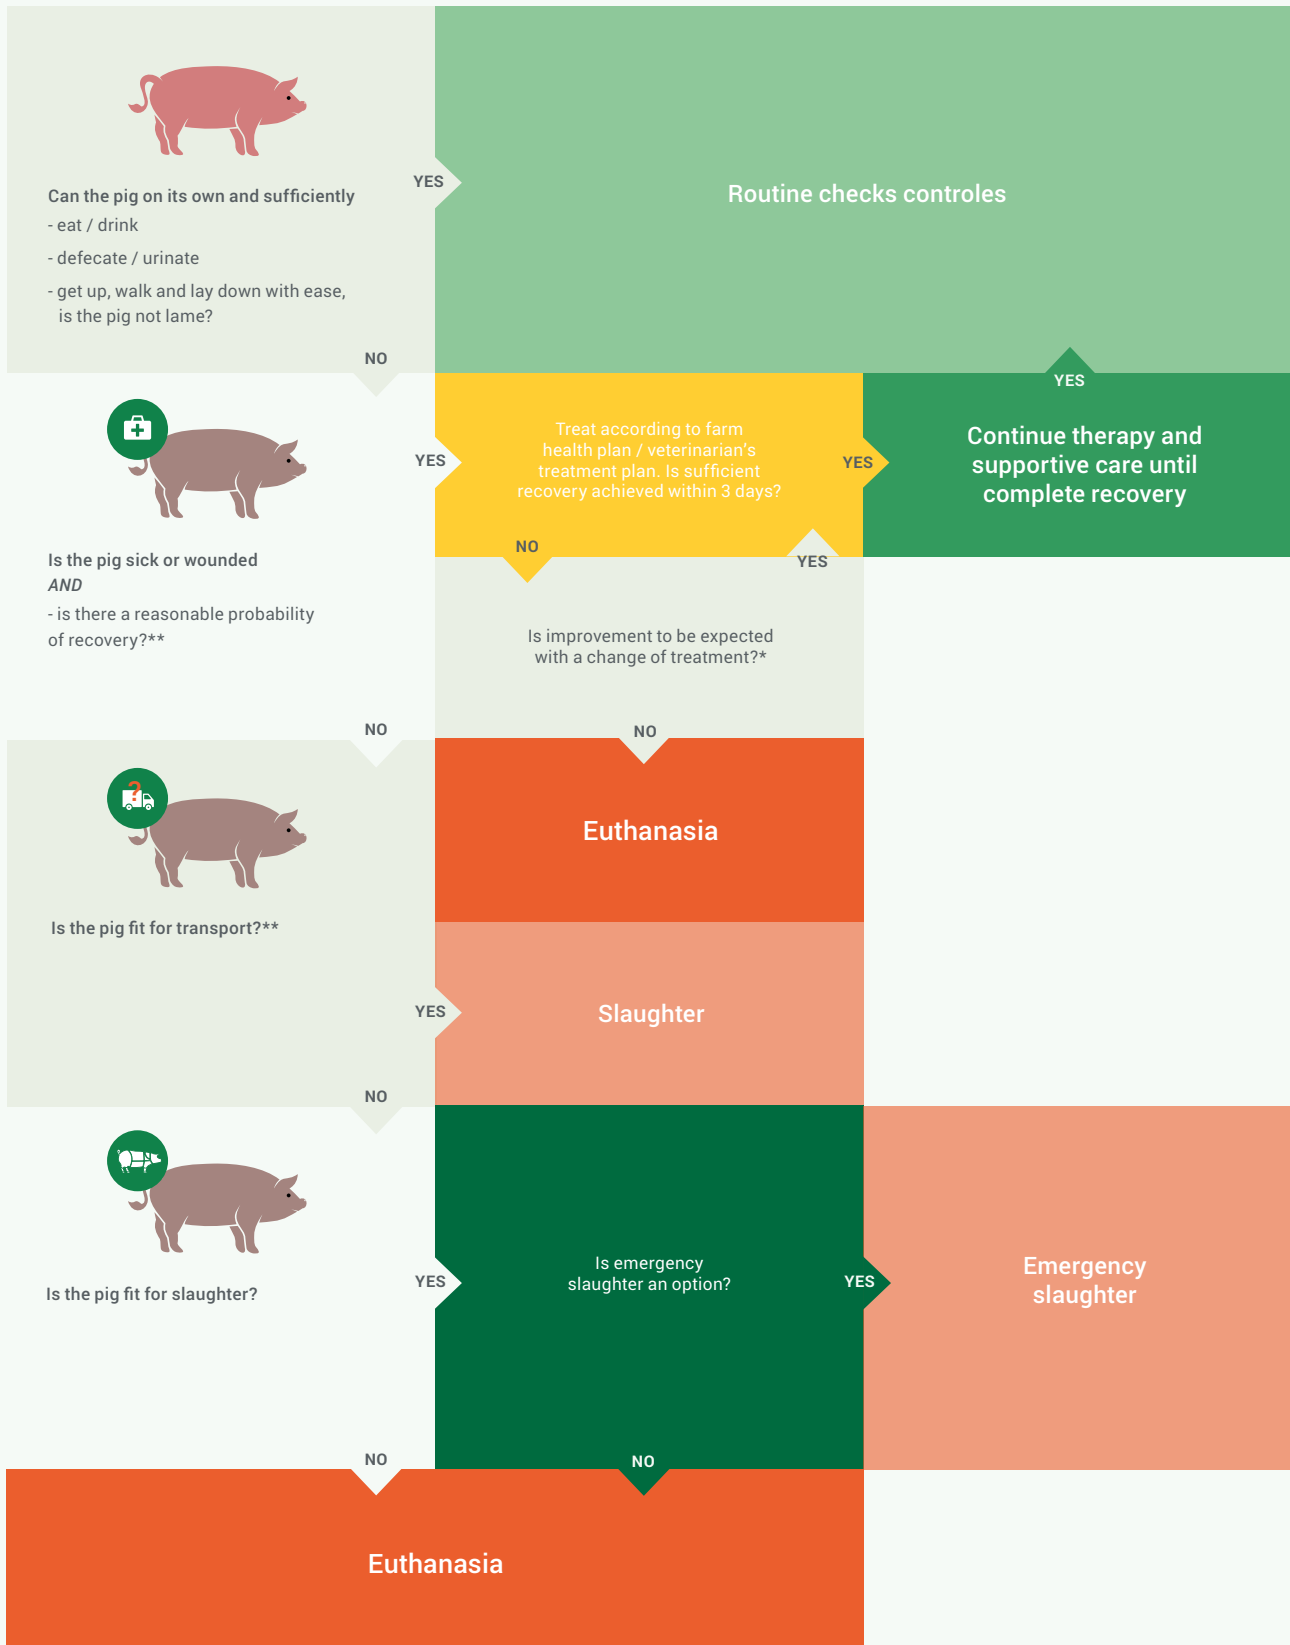 Can the pig on its own and sufficiently
- eat / drink
- defecate / urinate
- get up, walk and lay down with ease,
is the pig not lame?
YES
Routine checks controles
NO
Is the pig sick or wounded
AND
- is there a reasonable probability
of recovery?**
YES
Treat according to farm
health plan / veterinarian's
treatment plan. Is sufficient
recovery achieved within 3 days?
YES
Continue therapy and
supportive care until
complete recovery
YES
NO
YES
Is improvement to be expected
with a change of treatment?*
NO
NO
Euthanasia
?
Is the pig fit for transport?**
YES
Slaughter
NO
Is the pig fit for slaughter?
YES
Is emergency
slaughter an option?
YES
Emergency
slaughter
NO
NO
Euthanasia